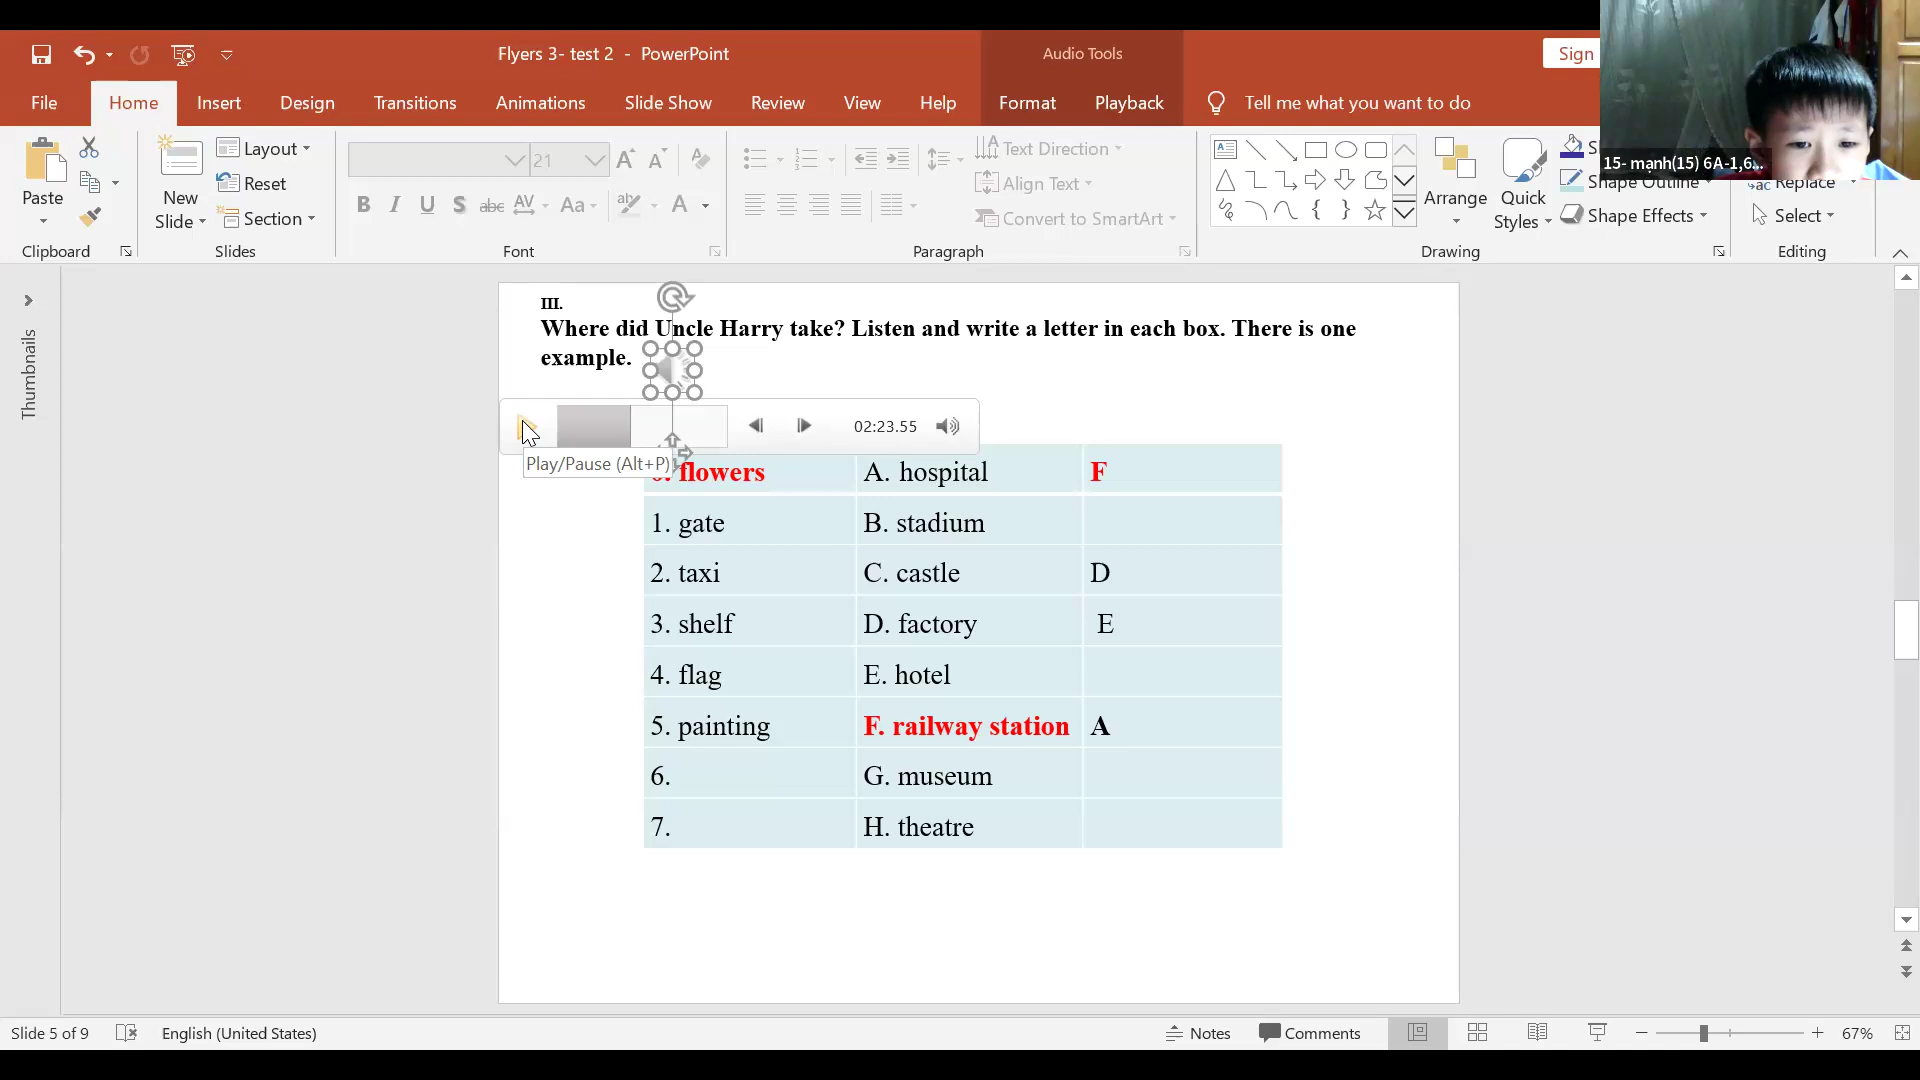 Flyers 3- test 2 - PowerPoint
Audio Tools
Sign
File
Home
Insert
Design
Transitions
Animations
Slide Show
Review
View
Help
Format
Playback
Tell me what you want to do
Paste
New
Slide
Layout
Reset
Section
21
B I U S abc AV Aa A
Text Direction
Align Text
Convert to SmartArt
Arrange
Quick
Styles
Shape Outline
Shape Effects
Replace
Select
15- mạnh(15) 6A-1,6...
Clipboard
Slides
Font
Paragraph
Drawing
Editing
Thumbnails
III.
Where did Uncle Harry take? Listen and write a letter in each box. There is one
example.
02:23.55
Play/Pause (Alt+P)
flowers A. hospital F
1. gate B. stadium
2. taxi C. castle D
3. shelf D. factory E
4. flag E. hotel
5. painting F. railway station A
6. G. museum
7. H. theatre
Slide 5 of 9
English (United States)
Notes
Comments
67%